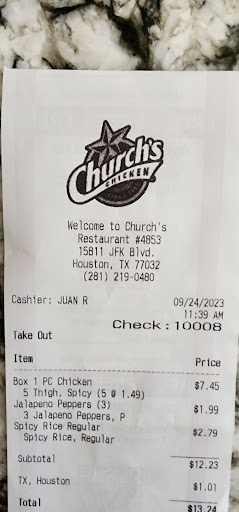 Church's
CHICKEN
Welcome to Church's
Restaurant #4853
15811 JFK Blvd.
Houston, TX 77032
(281) 219-0480
Cashier: JUAN R 09/24/2023
11:39 AM
Check: 10008
Take Out
Item Price
Box 1 PC Chicken $7.45
5 Thigh, Spicy (5 @ 1.49)
Jalapeno Peppers (3) $1.99
3 Jalapeno Peppers, P
Spicy Rice Regular $2.79
Spicy Rice, Regular
Subtotal $12.23
TX, Houston $1.01
Total $13.24